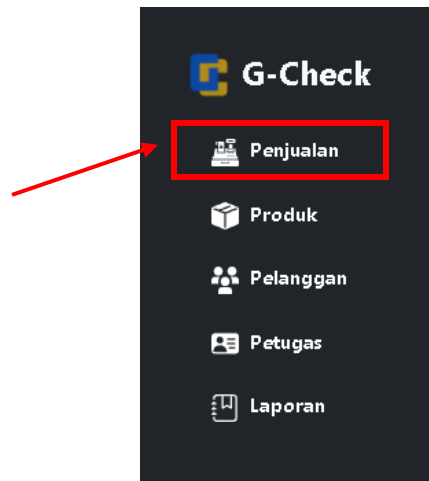 G-Check
Penjualan
Produk
Pelanggan
Petugas
Laporan